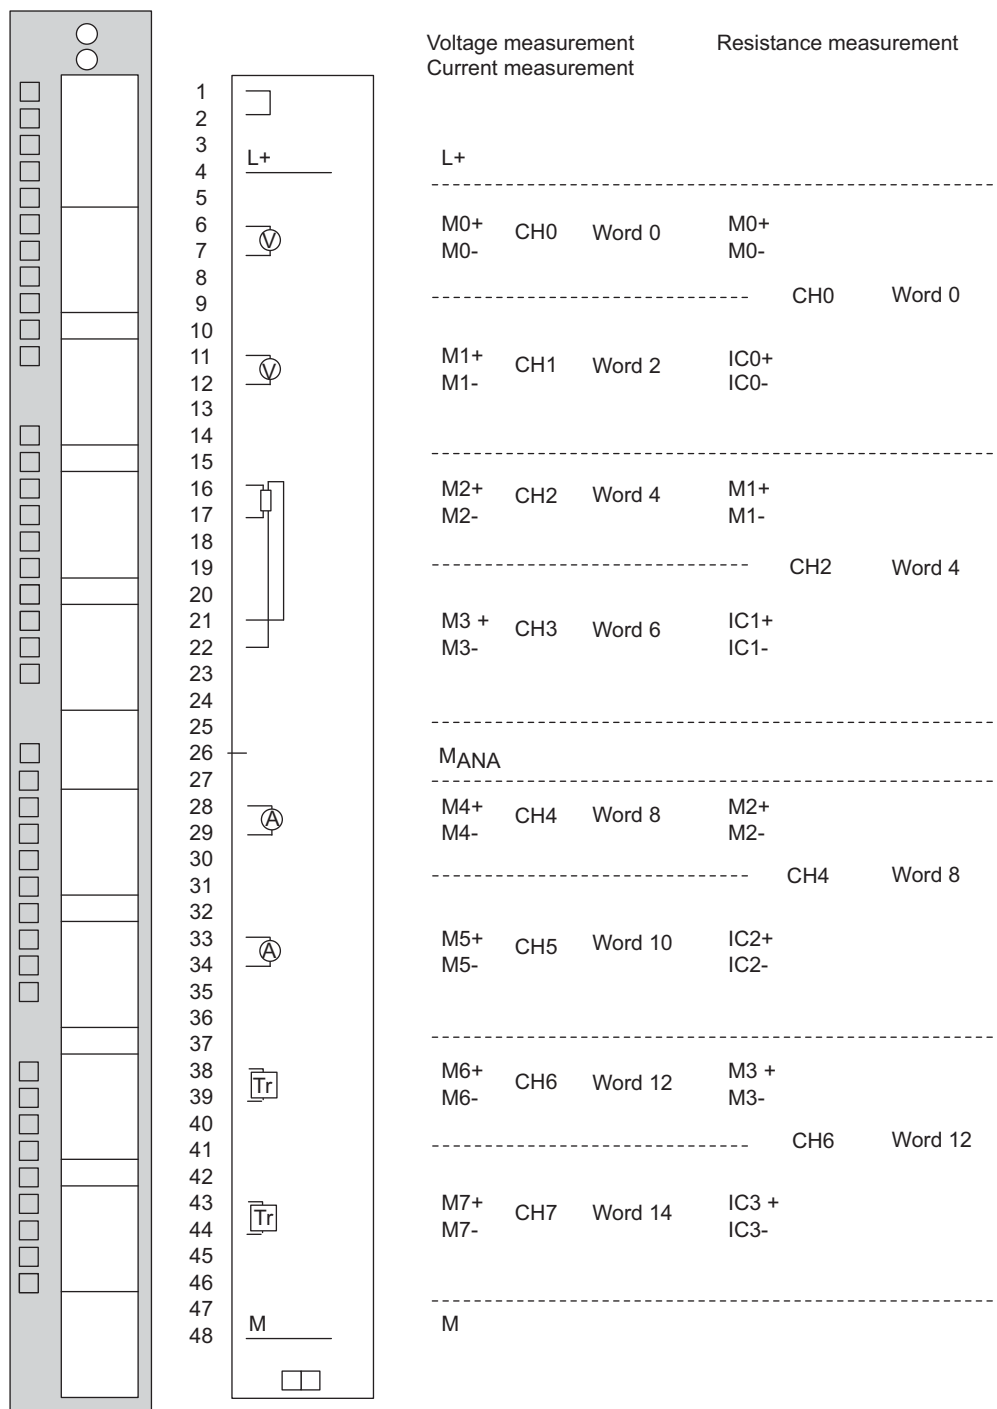 Voltage measurement Resistance measurement
Current measurement
1
2
3
L+ L+
4
5
6 M0+ CH0 Word 0 M0+
7 V M0- M0-
8
9 CH0 Word 0
10
11 M1+ CH1 Word 2 IC0+
12 V M1- IC0-
13
14
15
16 M2+ CH2 Word 4 M1+
17 M2- M1-
18
19 CH2 Word 4
20
21 M3 + CH3 Word 6 IC1+
22 M3- IC1-
23
24
25
26 MANA
27
28 M4+ CH4 Word 8 M2+
29 A M4- M2-
30
31 CH4 Word 8
32
33 M5+ CH5 Word 10 IC2+
34 A M5- IC2-
35
36
37
38 M6+ CH6 Word 12 M3 +
39 Tr M6- M3-
40
41 CH6 Word 12
42
43 M7+ CH7 Word 14 IC3 +
44 Tr M7- IC3-
45
46
47
M M
48